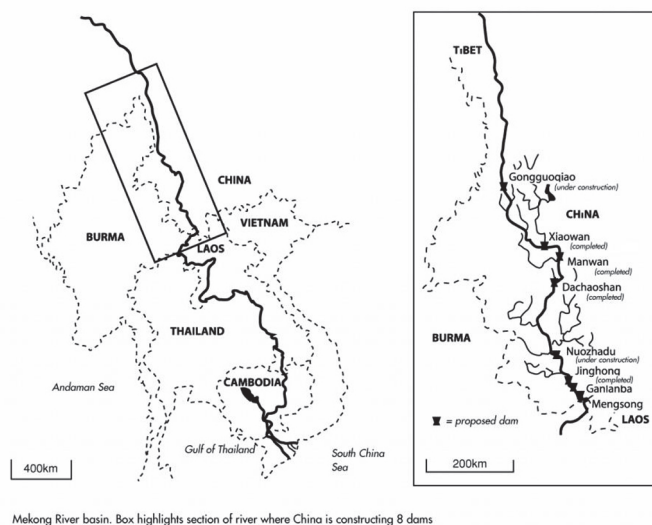 CHINA
VIETNAM
BURMA
LAOS
THAILAND
CAMBODIA
Andaman Sea
Gulf of Thailand
South China
Sea
400km
TIBET
Gongguoqiao
(under construction)
CHINA
Xiaowan
(completed)
Manwan
(completed)
Dachaoshan
(completed)
BURMA
Nuozhadu
(under construction)
Jinghong
(completed)
Ganlanba
Mengsong
= proposed dam
LAOS
200km
Mekong River basin. Box highlights section of river where China is constructing 8 dams